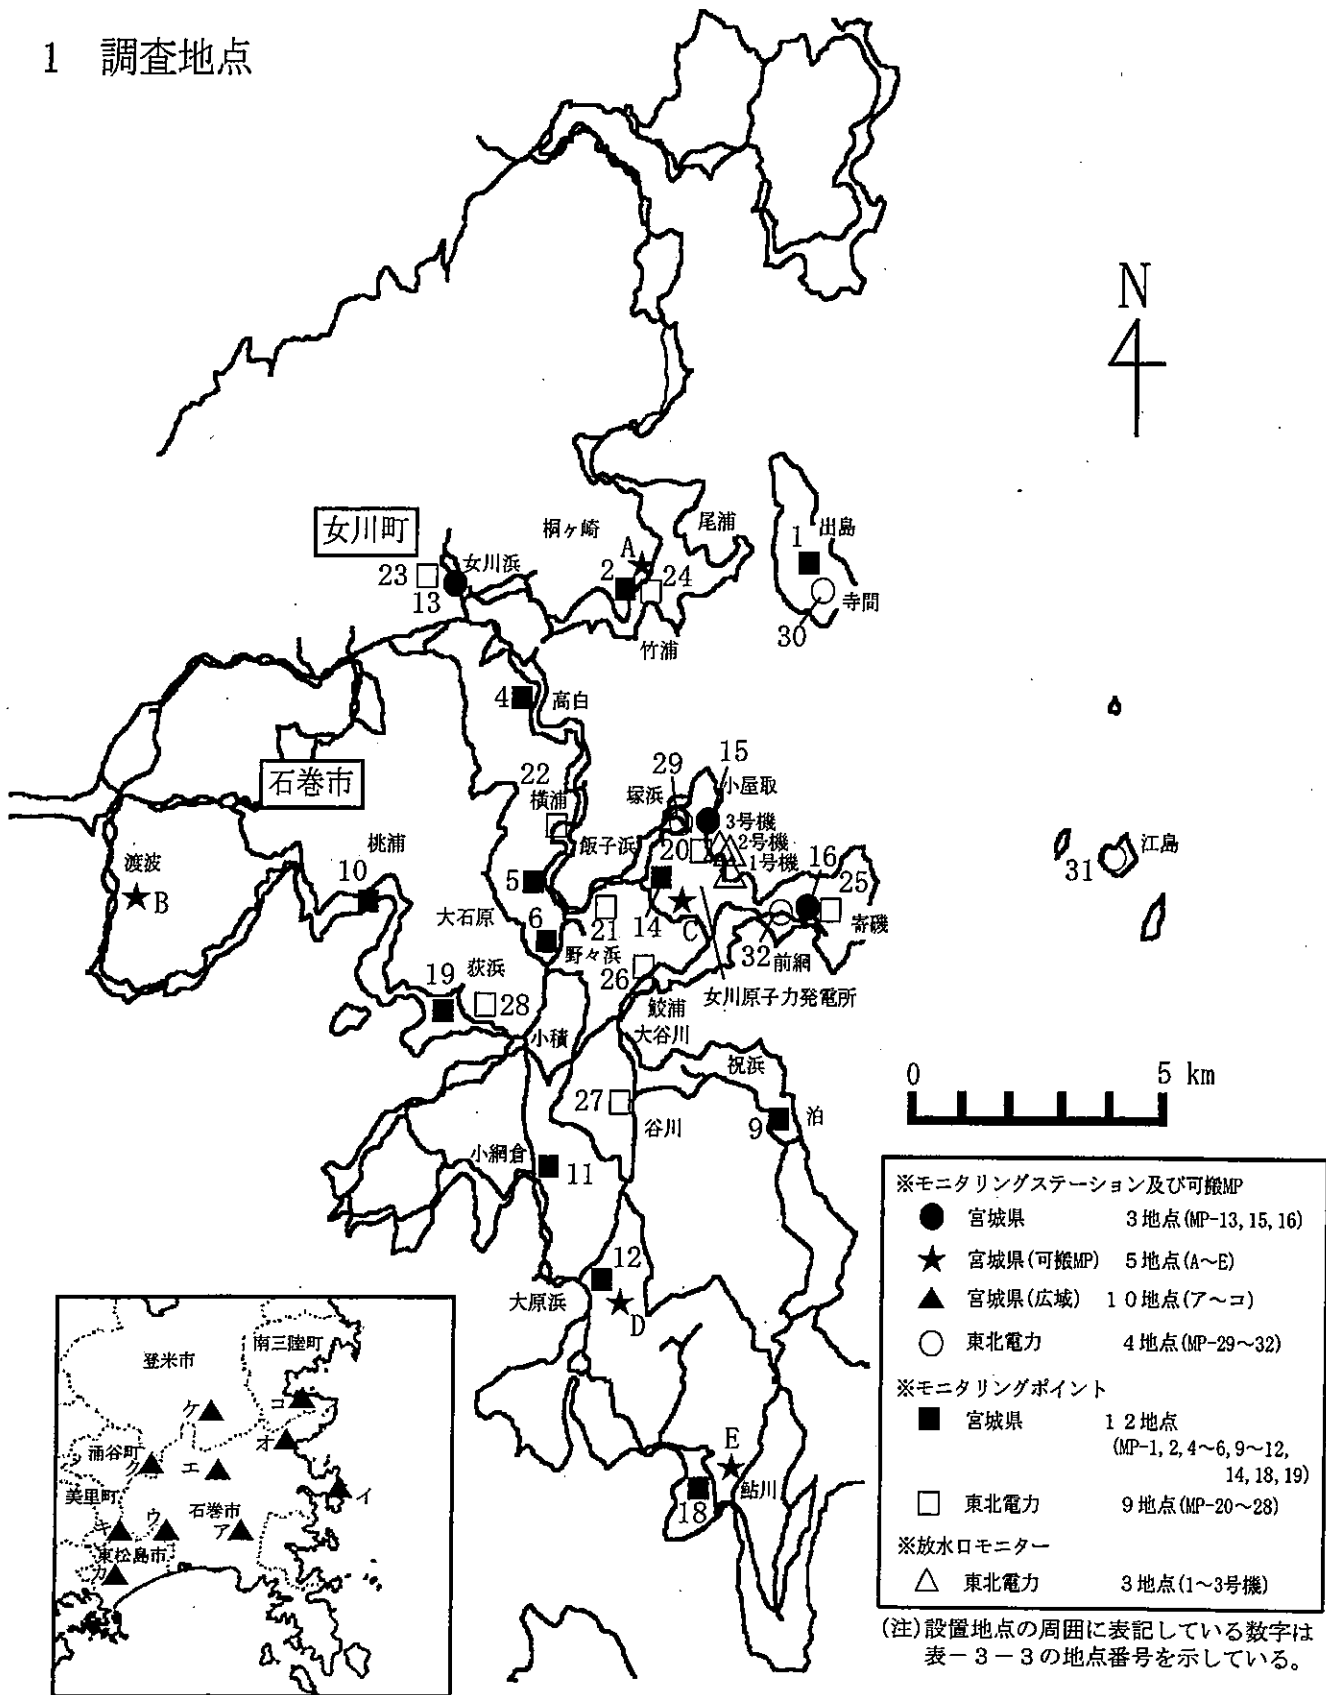 1 調査地点
N
女川町
女川浜
23
13
桐ヶ崎
尾浦
A
2
24
竹浦
1
出島
寺間
30
4
高白
石巻市
渡波
B
桃浦
10
22
横浦
飯子浜
5
大石原
6
野々浜
21
29
塚浜
15
小屋取
3号機
2号機
1号機
20
14
C
16
25
寄磯
32
前網
女川原子力発電所
31
江島
26
鮫浦
大谷川
19
荻浜
28
小積
祝浜
27
谷川
9
泊
小網倉
11
12
大原浜
D
E
18
鮎川
0 5 km
※モニタリングステーション及び可搬MP
● 宮城県 3地点(MP-13, 15, 16)
★ 宮城県(可搬MP) 5地点(A~E)
▲ 宮城県(広域) 10地点(ア~コ)
○ 東北電力 4地点(MP-29~32)
※モニタリングポイント
■ 宮城県 12地点
(MP-1, 2, 4~6, 9~12,
14, 18, 19)
□ 東北電力 9地点(MP-20~28)
※放水口モニター
△ 東北電力 3地点(1~3号機)
(注)設置地点の周囲に表記している数字は
表-3-3の地点番号を示している。
南三陸町
登米市
ケ
コ
オ
涌谷町
ク
エ
イ
美里町
石巻市
キ
ウ
ア
東松島市
カ